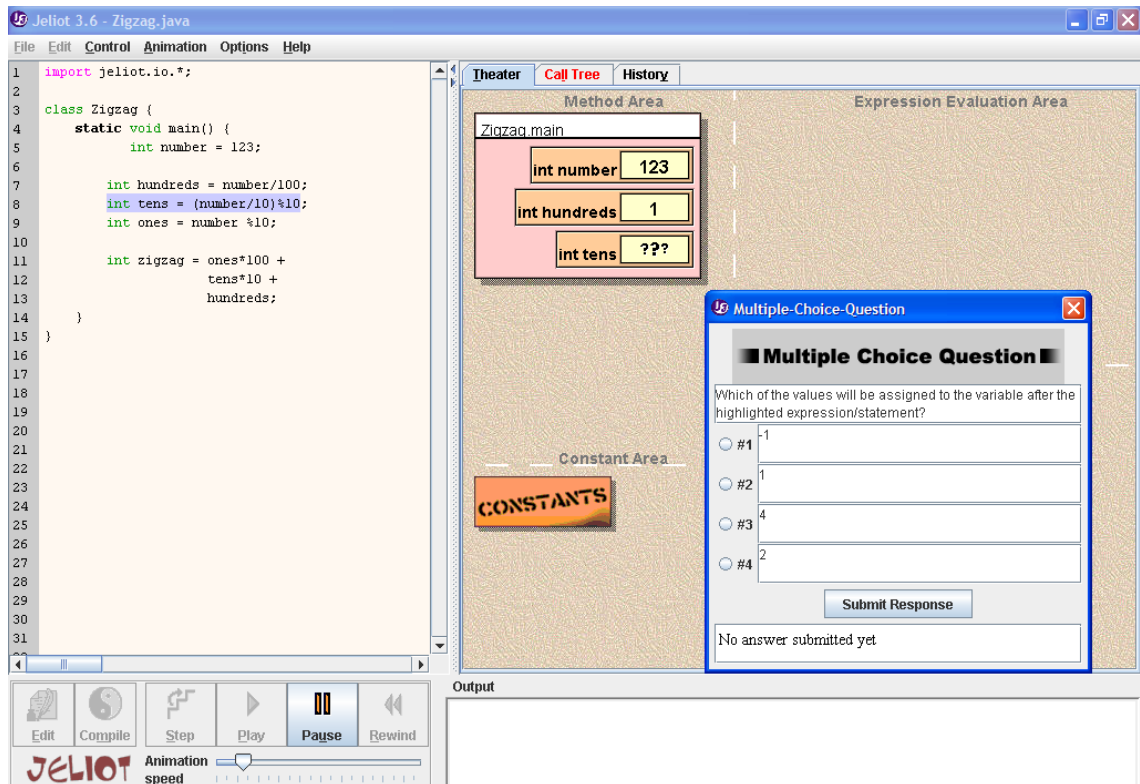 Jeliot 3.6 - Zigzag.java
File Edit Control Animation Options Help
1 import jeliot.io.*;
2
3 class Zigzag {
4 static void main() {
5 int number = 123;
6
7 int hundreds = number/100;
8 int tens = (number/10)%10;
9 int ones = number %10;
10
11 int zigzag = ones*100 +
12 tens*10 +
13 hundreds;
14 }
15 }
16
17
18
19
20
21
22
23
24
25
26
27
28
29
30
31
Theater Call Tree History
Method Area
Expression Evaluation Area
Zigzag.main
int number 123
int hundreds 1
int tens ???
Constant Area
CONSTANTS
Multiple-Choice-Question
Multiple Choice Question
Which of the values will be assigned to the variable after the
highlighted expression/statement?
#1 -1
#2 1
#3 4
#4 2
Submit Response
No answer submitted yet
Edit Compile Step Play Pause Rewind
JELIOT
Animation
speed
Output